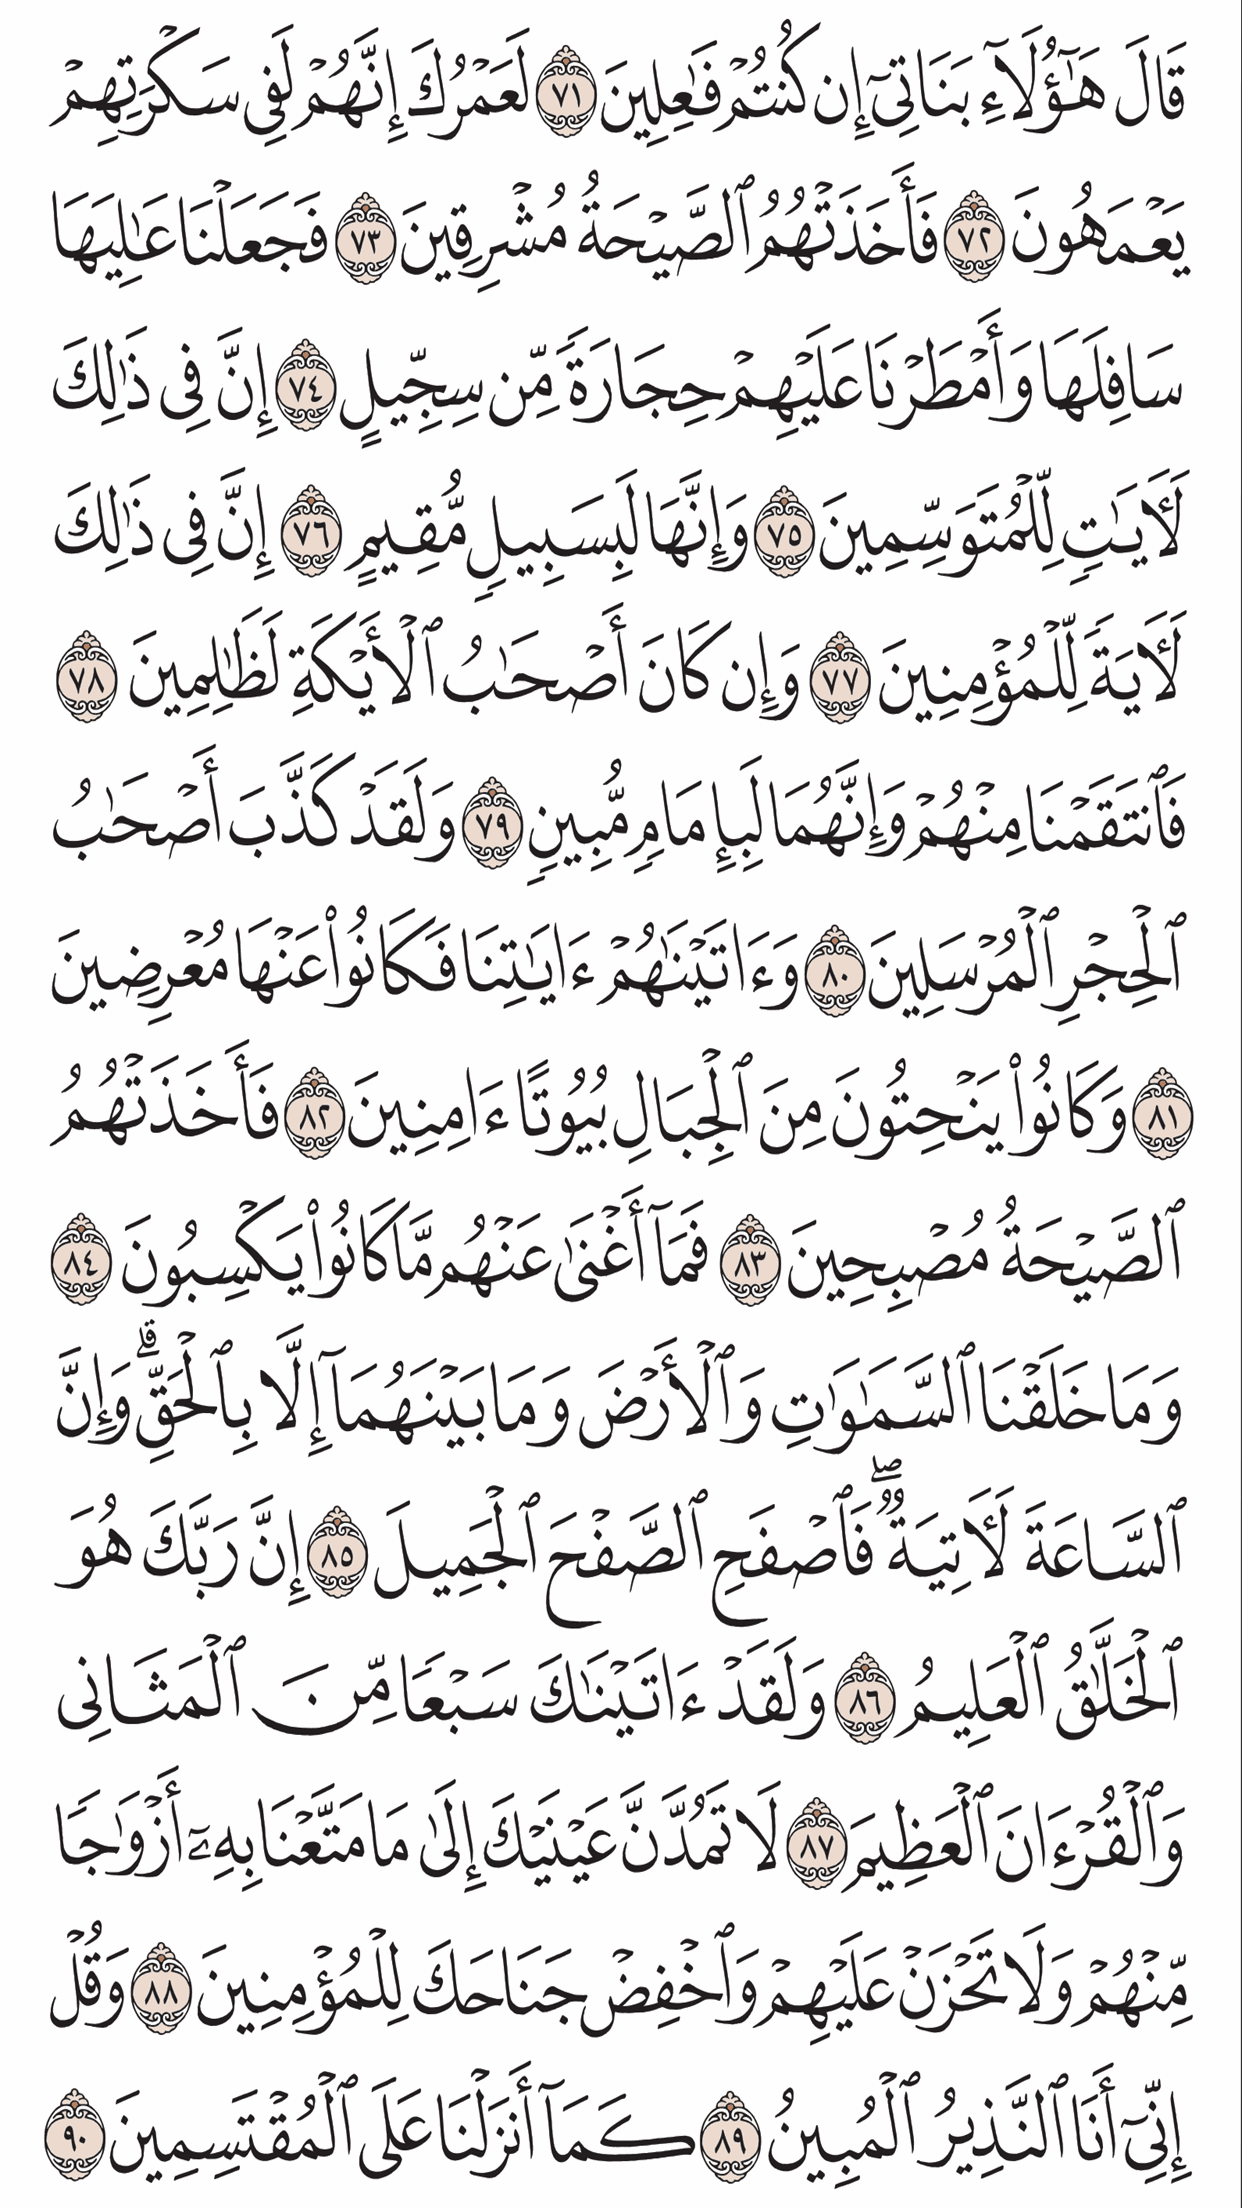 قَالَ هَٰٓؤُلَآءِ بَنَاتِىٓ إِن كُنتُمْ فَٰعِلِينَ ٧١ لَعَمْرُكَ إِنَّهُمْ لَفِى سَكْرَتِهِمْ
يَعْمَهُونَ ٧٢ فَأَخَذَتْهُمُ ٱلصَّيْحَةُ مُشْرِقِينَ ٧٣ فَجَعَلْنَا عَٰلِيَهَا
سَافِلَهَا وَأَمْطَرْنَا عَلَيْهِمْ حِجَارَةً مِّن سِجِّيلٍ ٧٤ إِنَّ فِى ذَٰلِكَ
لَءَايَٰتٍ لِّلْمُتَوَسِّمِينَ ٧٥ وَإِنَّهَا لَبِسَبِيلٍ مُّقِيمٍ ٧٦ إِنَّ فِى ذَٰلِكَ
لَءَايَةً لِّلْمُؤْمِنِينَ ٧٧ وَإِن كَانَ أَصْحَٰبُ ٱلْأَيْكَةِ لَظَٰلِمِينَ ٧٨
فَٱنتَقَمْنَا مِنْهُمْ وَإِنَّهُمَا لَبِإِمَامٍ مُّبِينٍ ٧٩ وَلَقَدْ كَذَّبَ أَصْحَٰبُ
ٱلْحِجْرِ ٱلْمُرْسَلِينَ ٨٠ وَءَاتَيْنَٰهُمْ ءَايَٰتِنَا فَكَانُوا۟ عَنْهَا مُعْرِضِينَ
٨١ وَكَانُوا۟ يَنْحِتُونَ مِنَ ٱلْجِبَالِ بُيُوتًا ءَامِنِينَ ٨٢ فَأَخَذَتْهُمُ
ٱلصَّيْحَةُ مُصْبِحِينَ ٨٣ فَمَآ أَغْنَىٰ عَنْهُم مَّا كَانُوا۟ يَكْسِبُونَ ٨٤
وَمَا خَلَقْنَا ٱلسَّمَٰوَٰتِ وَٱلْأَرْضَ وَمَا بَيْنَهُمَآ إِلَّا بِٱلْحَقِّ ۗ وَإِنَّ
ٱلسَّاعَةَ لَءَاتِيَةٌ ۖ فَٱصْفَحِ ٱلصَّفْحَ ٱلْجَمِيلَ ٨٥ إِنَّ رَبَّكَ هُوَ
ٱلْخَلَّٰقُ ٱلْعَلِيمُ ٨٦ وَلَقَدْ ءَاتَيْنَٰكَ سَبْعًا مِّنَ ٱلْمَثَانِى
وَٱلْقُرْءَانَ ٱلْعَظِيمَ ٨٧ لَا تَمُدَّنَّ عَيْنَيْكَ إِلَىٰ مَا مَتَّعْنَا بِهِۦٓ أَزْوَٰجًا
مِّنْهُمْ وَلَا تَحْزَنْ عَلَيْهِمْ وَٱخْفِضْ جَنَاحَكَ لِلْمُؤْمِنِينَ ٨٨ وَقُلْ
إِنِّىٓ أَنَا ٱلنَّذِيرُ ٱلْمُبِينُ ٨٩ كَمَآ أَنزَلْنَا عَلَى ٱلْمُقْتَسِمِينَ ٩٠